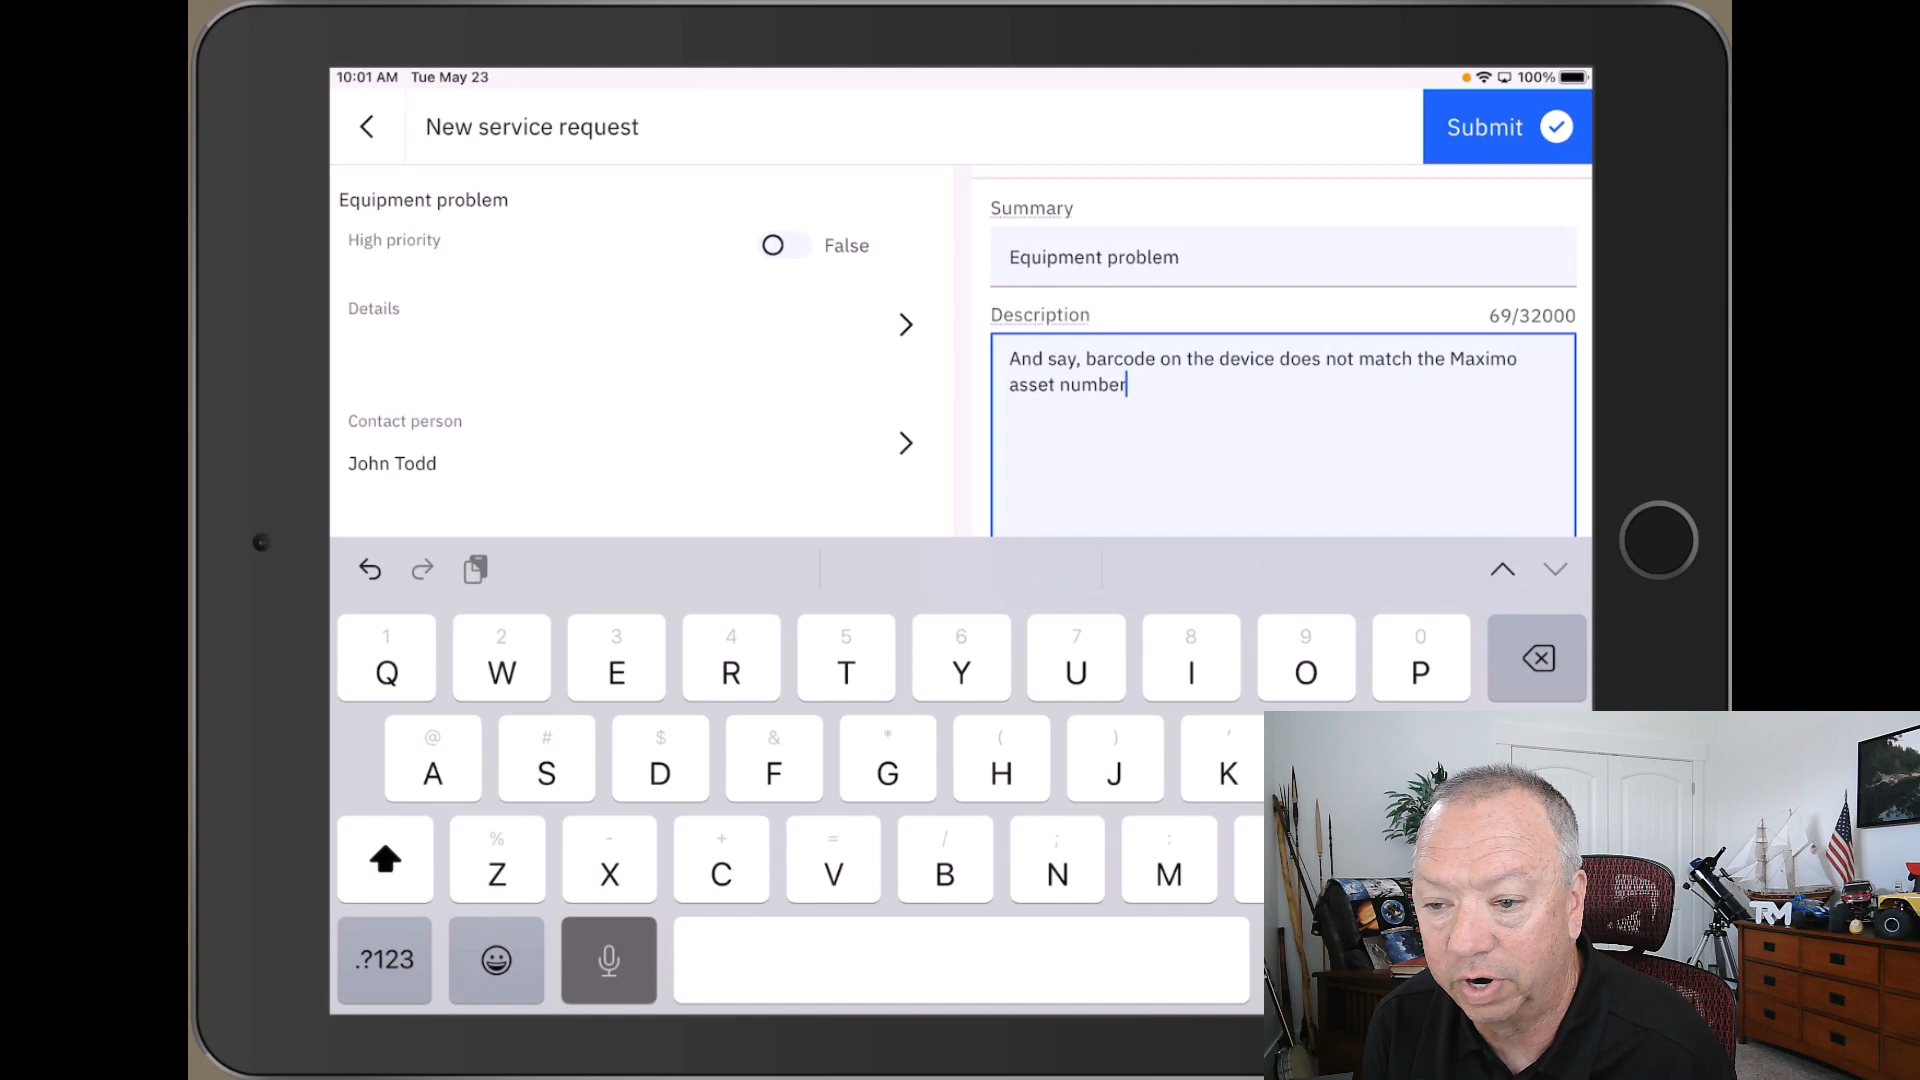 10:01 AM Tue May 23
100%
New service request
Submit
Equipment problem
High priority
False
Details
Contact person
John Todd
Summary
Equipment problem
Description
69/32000
And say, barcode on the device does not match the Maximo
asset number
1 2 3 4 5 6 7 8 9 0
Q W E R T Y U I O P
@ # $ & * ( ) ′
A S D F G H J K
% - + = / ; :
Z X C V B N M
.?123
TRM